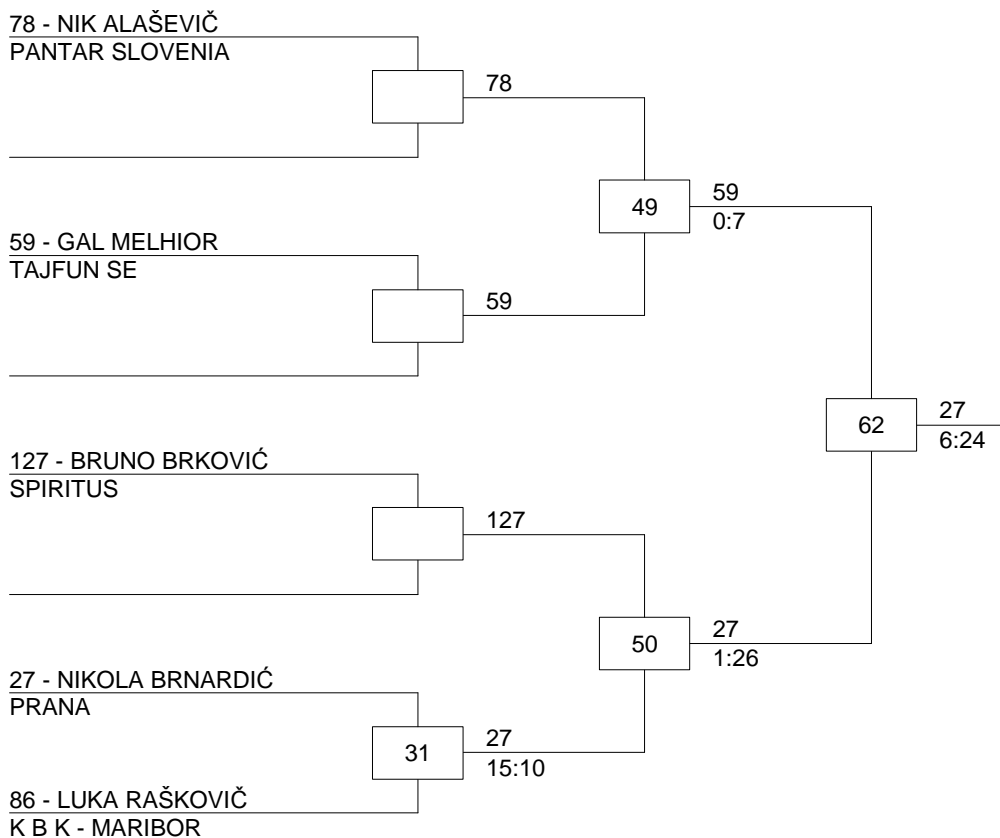 78 - NIK ALAŠEVIČ
PANTAR SLOVENIA
78
49
59
0:7
59 - GAL MELHIOR
TAJFUN SE
59
62
27
6:24
127 - BRUNO BRKOVIĆ
SPIRITUS
127
50
27
1:26
27 - NIKOLA BRNARDIĆ
PRANA
31
27
15:10
86 - LUKA RAŠKOVIČ
K B K - MARIBOR